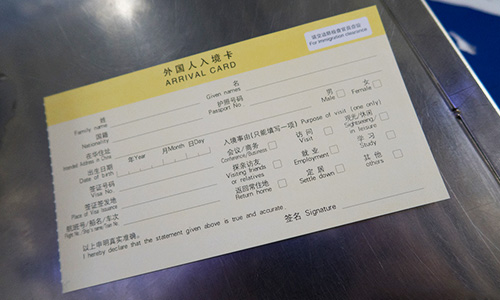 外国人入境卡
ARRIVAL CARD
请交边防检查官员查验
For Immigration clearance
姓
Family name
名
Given names
国籍
Nationality
护照号码
Passport No.
男
Male
女
Female
在华住址
Intended Address in China
出生日期
Date of birth
年Year 月Month 日Day
入境事由(只能填一项) Purpose of visit (one only)
签证号码
Visa No.
会议/商务
Conference/Business
访问
Visit
观光/休闲
Sightseeing/
in leisure
签证签发地
Place of Visa Issuance
探亲访友
Visiting friends
or relatives
就业
Employment
学习
Study
航班号/船名/车次
返回常住地
Return home
定居
Settle down
其他
others
以上申明真实准确。
I hereby declare that the statement given above is true and accurate.
签名 Signature